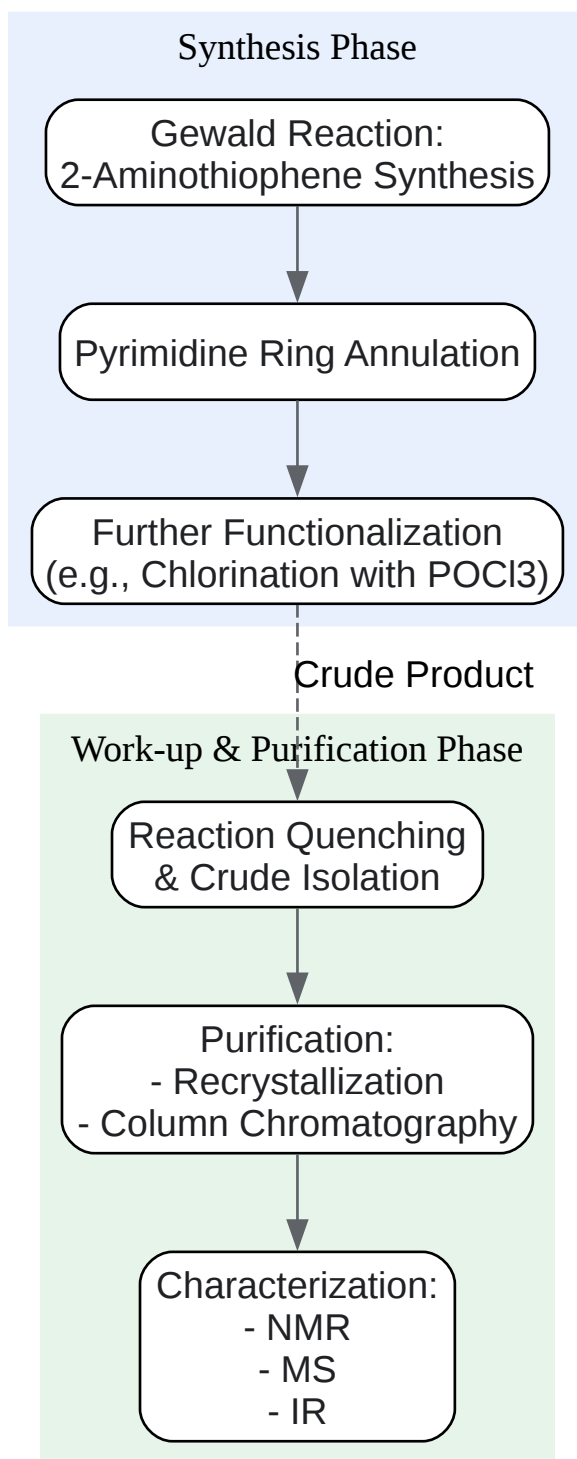 Synthesis Phase
Gewald Reaction:
2-Aminothiophene Synthesis
Pyrimidine Ring Annulation
Further Functionalization
(e.g., Chlorination with POCl3)
Crude Product
Work-up & Purification Phase
Reaction Quenching
& Crude Isolation
Purification:
- Recrystallization
- Column Chromatography
Characterization:
- NMR
- MS
- IR